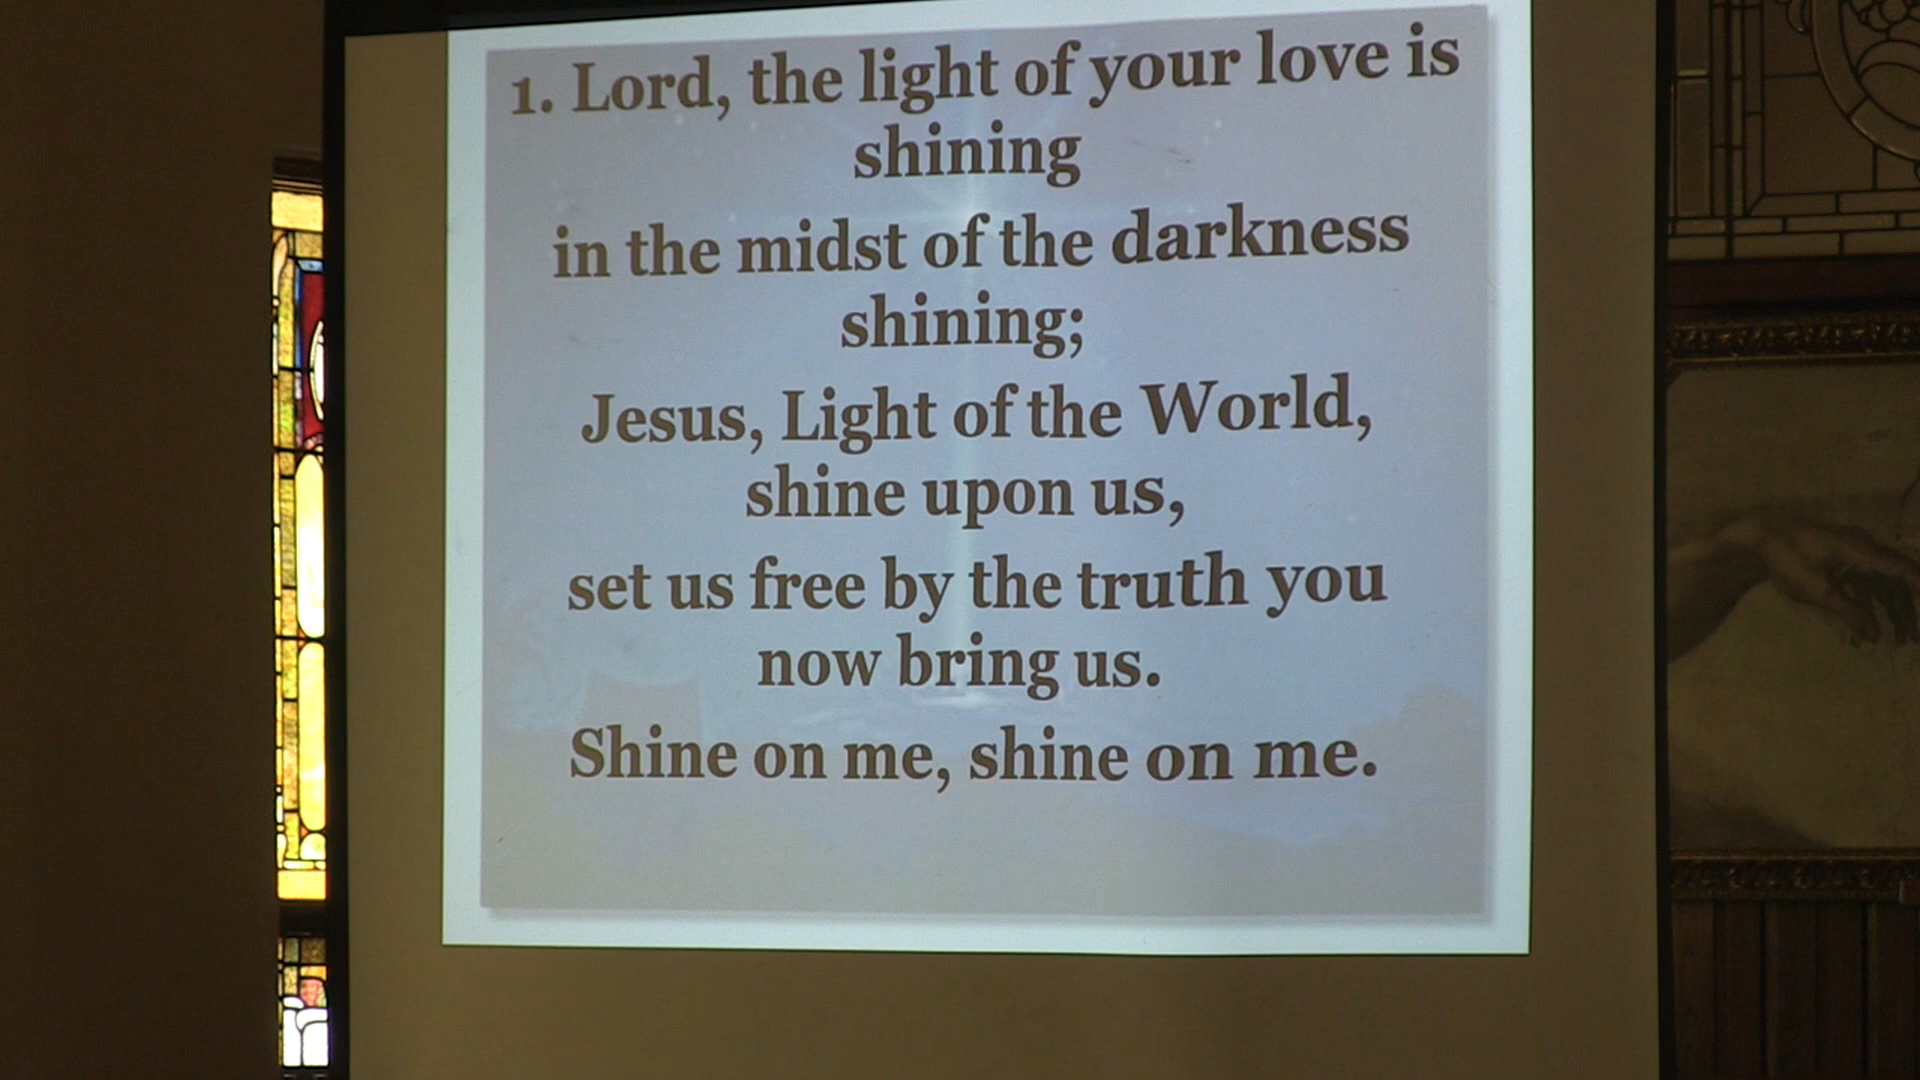 1. Lord, the light of your love is
shining
in the midst of the darkness
shining;
Jesus, Light of the World,
shine upon us,
set us free by the truth you
now bring us.
Shine on me, shine on me.